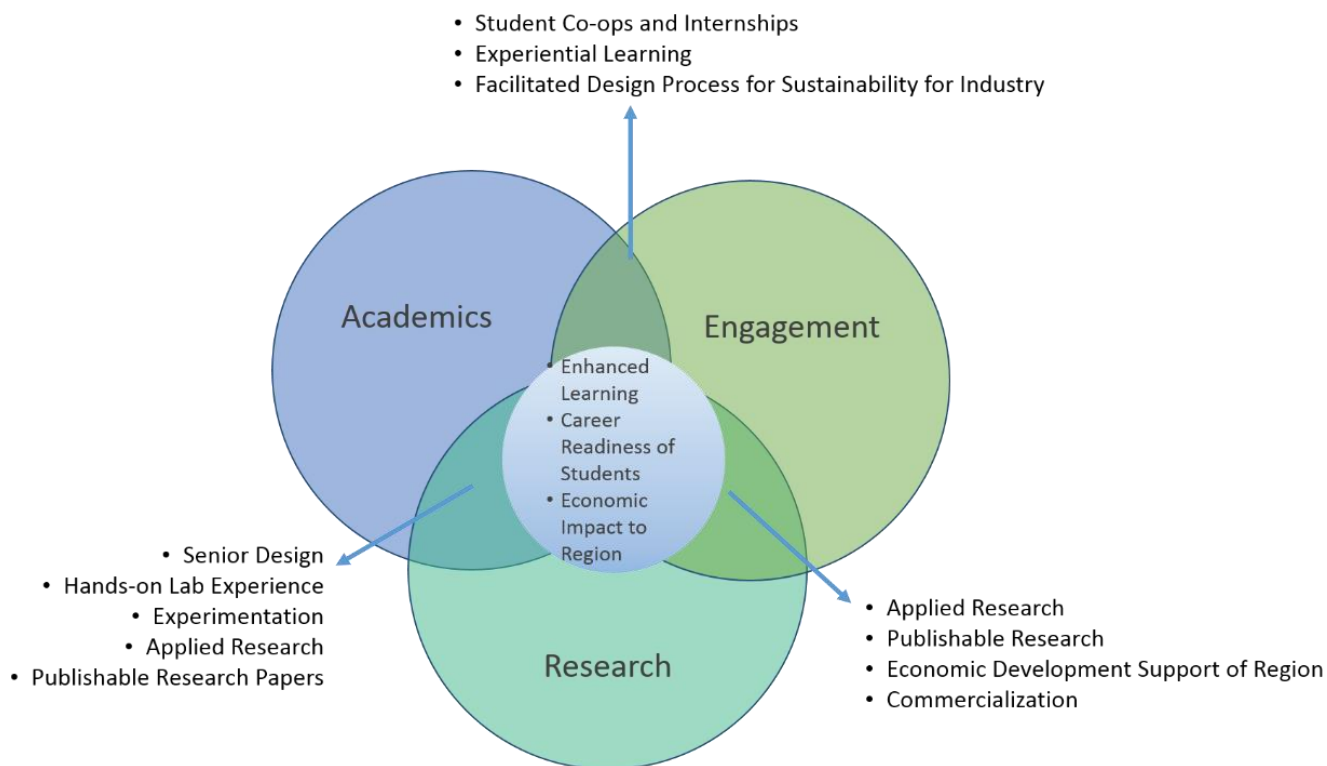 • Student Co-ops and Internships
• Experiential Learning
• Facilitated Design Process for Sustainability for Industry
Academics
Engagement
• Enhanced
Learning
• Career
Readiness of
Students
• Economic
Impact to
Region
• Senior Design
• Hands-on Lab Experience
• Experimentation
• Applied Research
• Publishable Research Papers
• Applied Research
• Publishable Research
• Economic Development Support of Region
• Commercialization
Research